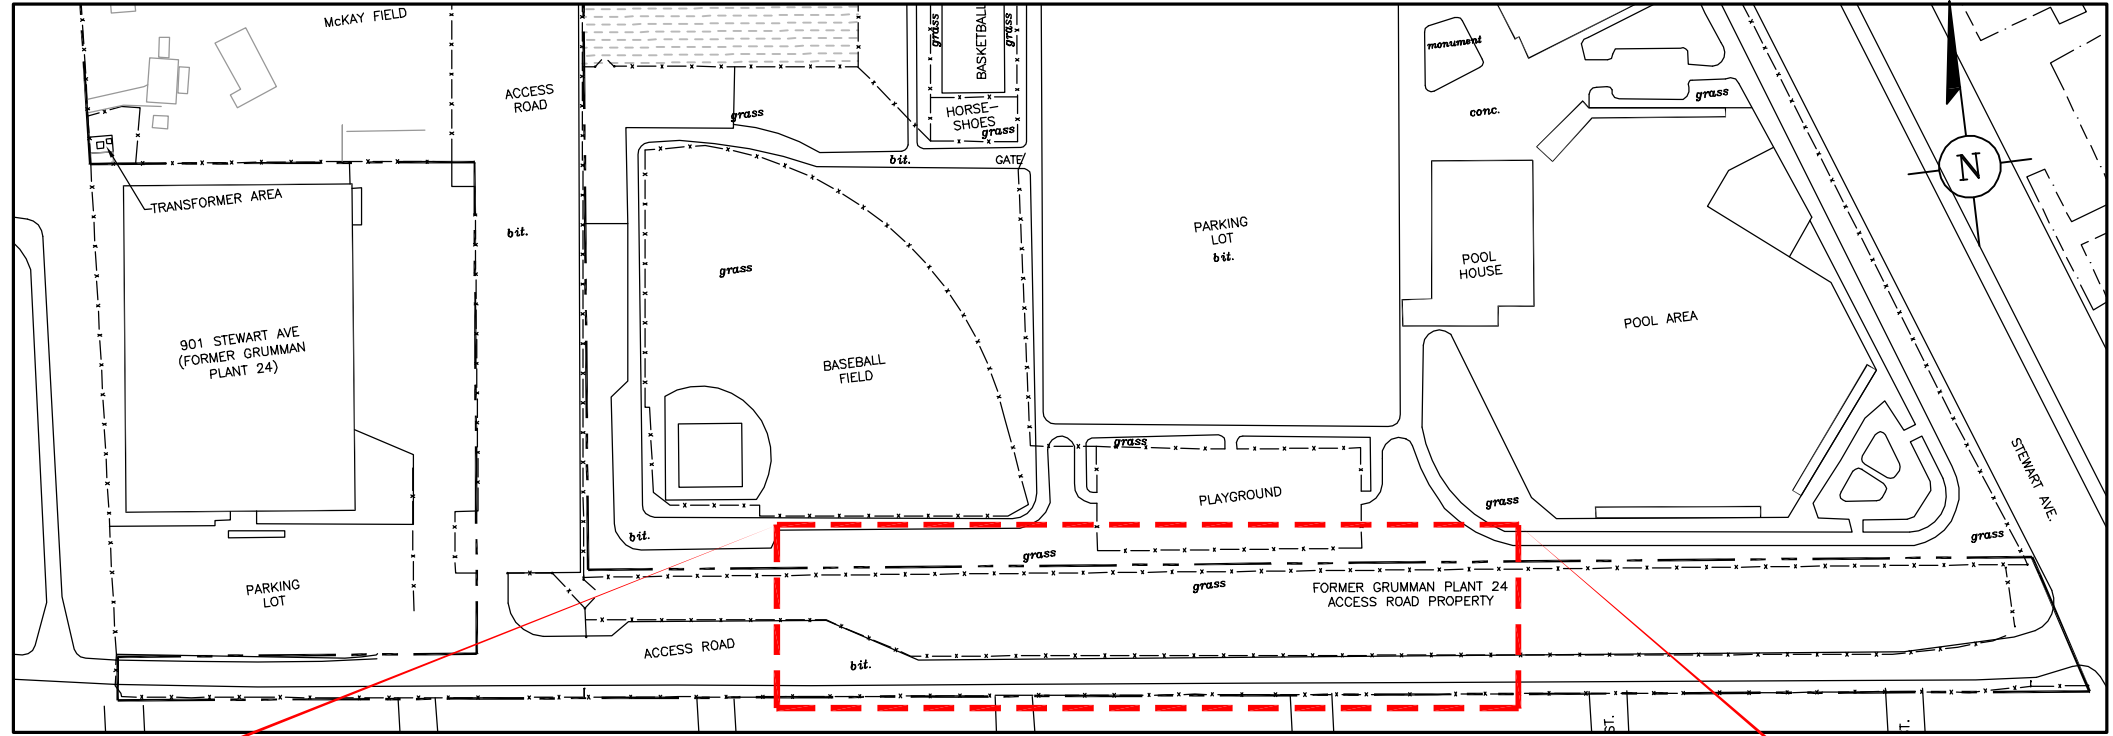 McKAY FIELD
ACCESS
ROAD
grass
BASKETBALL
grass
HORSE-
SHOES
grass
grass
bit.
GATE
monument
conc.
grass
N
TRANSFORMER AREA
bit.
901 STEWART AVE
(FORMER GRUMMAN
PLANT 24)
grass
BASEBALL
FIELD
PARKING
LOT
bit.
POOL
HOUSE
POOL AREA
STEWART AVE.
grass
PLAYGROUND
grass
grass
bit.
grass
grass
FORMER GRUMMAN PLANT 24
ACCESS ROAD PROPERTY
PARKING
LOT
ACCESS ROAD
bit.
ST.
T.